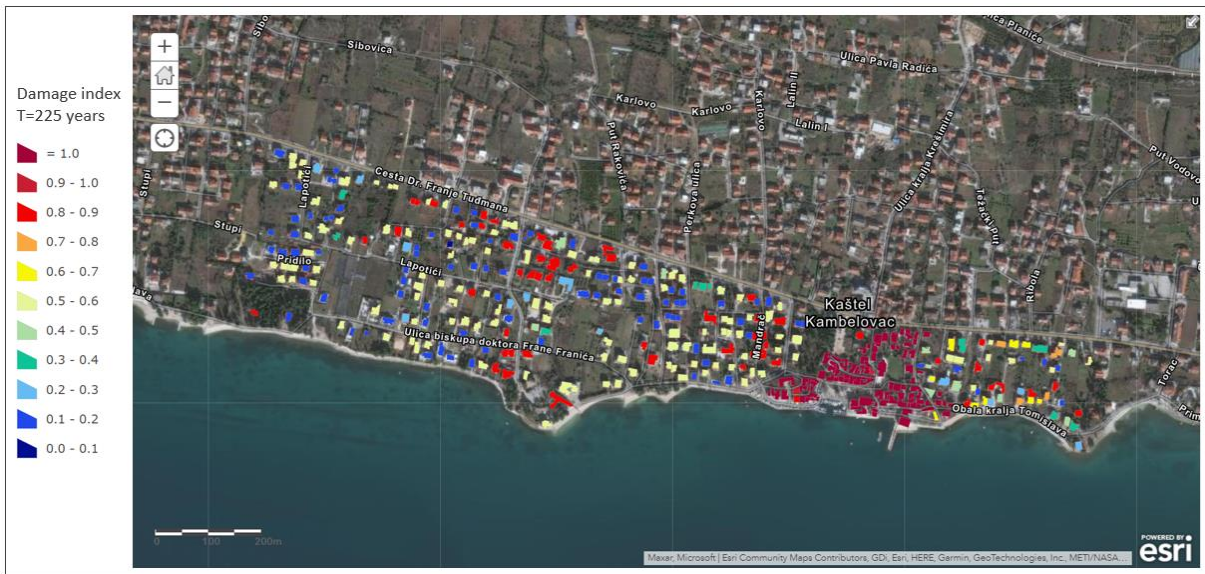 Damage index
T=225 years
= 1.0
0.9 - 1.0
0.8 - 0.9
0.7 - 0.8
0.6 - 0.7
0.5 - 0.6
0.4 - 0.5
0.3 - 0.4
0.2 - 0.3
0.1 - 0.2
0.0 - 0.1
+
−
Sibo
Sibovica
Planiće
Ulica Pavla Radića
Karlovo
Karlovo
Karlovo
Lalin II
Lalin I
Put Rakovića
Perkova ulica
Ulica kralja Krešimira
Težački Put
Put Vodovo
Stupi
Lapotići
Cesta Dr. Franje Tuđmana
Stupi
Pridilo
Lapotići
Ribola
Kaštel
Kambelovac
Mandrač
Ulica biskupa doktora Frane Franića
Torac
Obala kralja Tomislava
Prim
0 100 200m
Maxar, Microsoft | Esri Community Maps Contributors, GDi, Esri, HERE, Garmin, GeoTechnologies, Inc., METI/NASA...
POWERED BY
esri